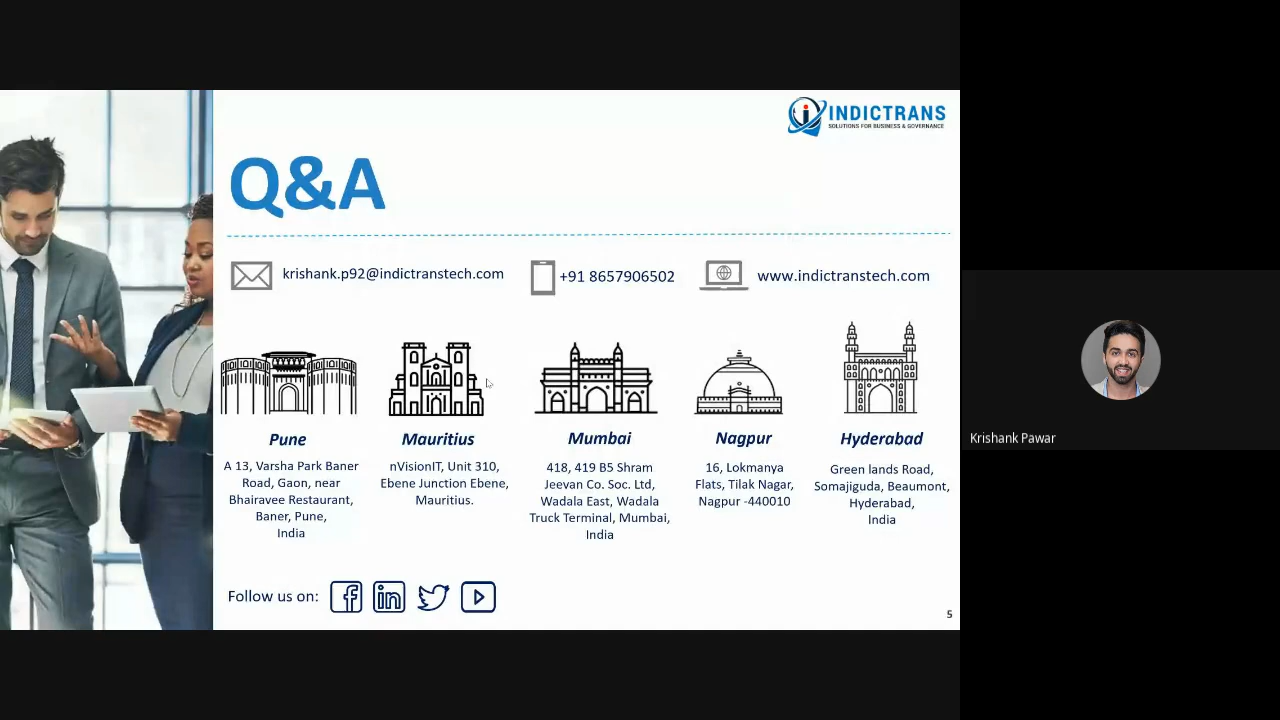 INDICTRANS
SOLUTIONS FOR BUSINESS & GOVERNANCE
Q&A
krishank.p92@indictranstech.com
+91 8657906502
www.indictranstech.com
Pune
A 13, Varsha Park Baner
Road, Gaon, near
Bhairavee Restaurant,
Baner, Pune,
India
Mauritius
nVisionIT, Unit 310,
Ebene Junction Ebene,
Mauritius.
Mumbai
418, 419 B5 Shram
Jeevan Co. Soc. Ltd,
Wadala East, Wadala
Truck Terminal, Mumbai,
India
Nagpur
16, Lokmanya
Flats, Tilak Nagar,
Nagpur -440010
Hyderabad
Green lands Road,
Somajiguda, Beaumont,
Hyderabad,
India
Follow us on:
5
Krishank Pawar